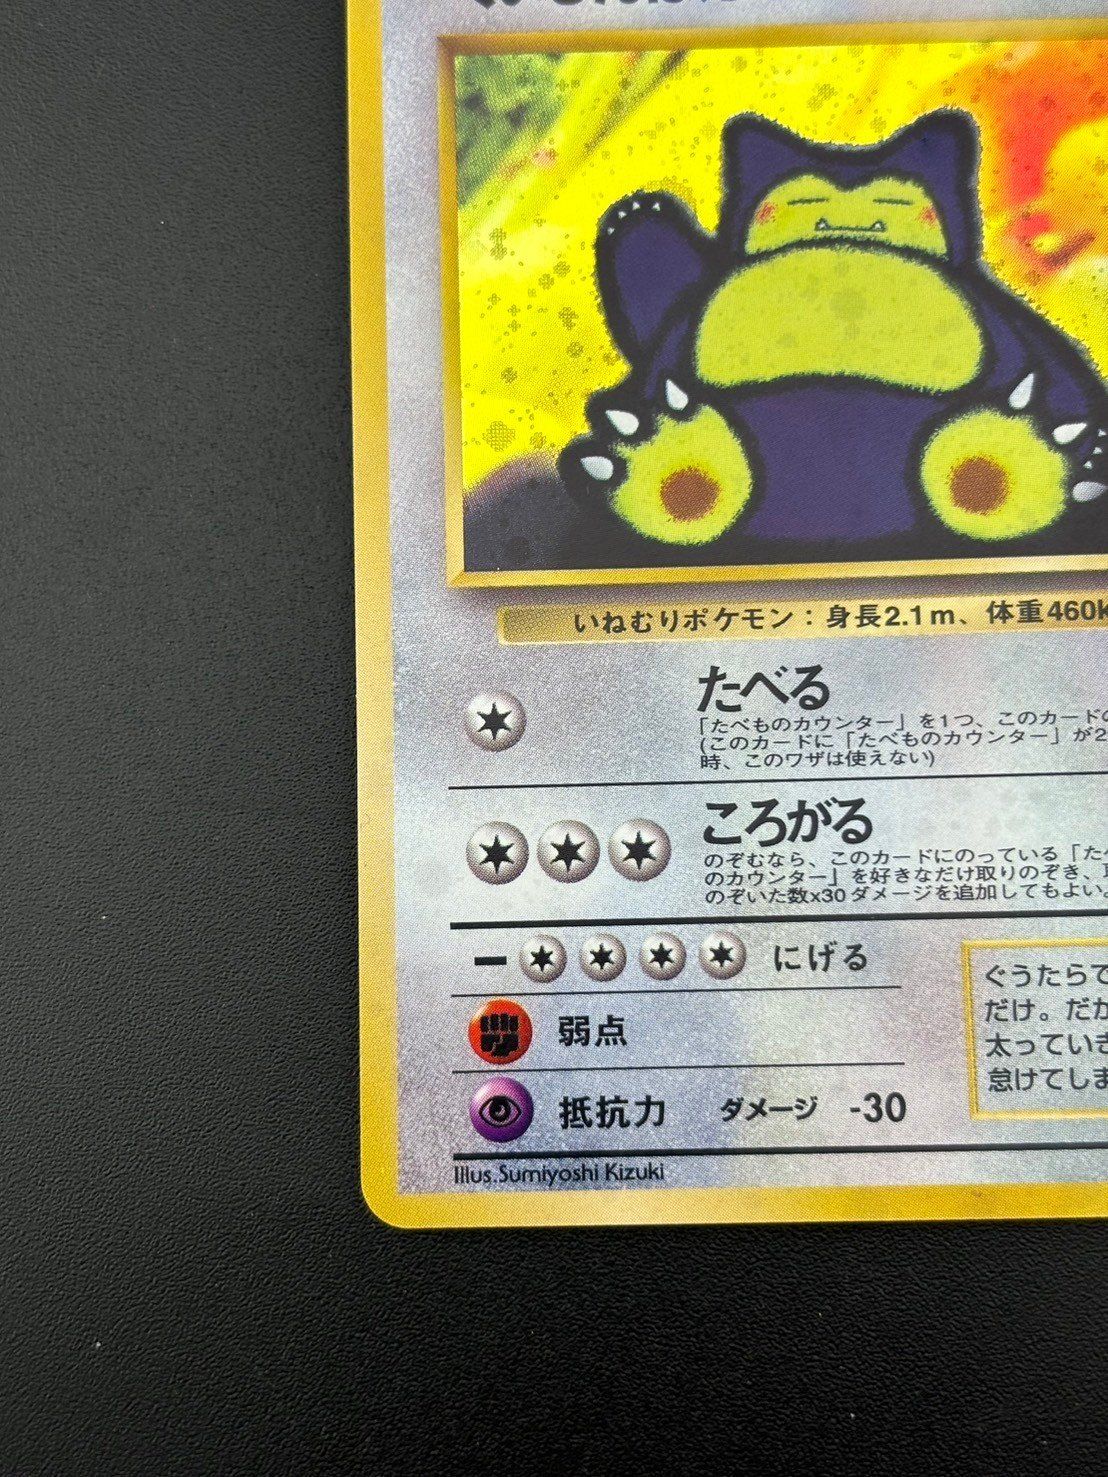 いねむりポケモン：身長2.1m、体重460k
たべる
「たべものカウンター」を1つ、このカード
(このカードに「たべものカウンター」が2
時、このワザは使えない)
ころがる
のぞむなら、このカードにのっている「た
のカウンター」を好きなだけ取りのぞき、
のぞいた数x30ダメージを追加してもよい。
ー にげる
ぐうたらで
弱点
だけ。だか
太っていき
怠けてしま
抵抗力 ダメージ -30
Illus.Sumiyoshi Kizuki